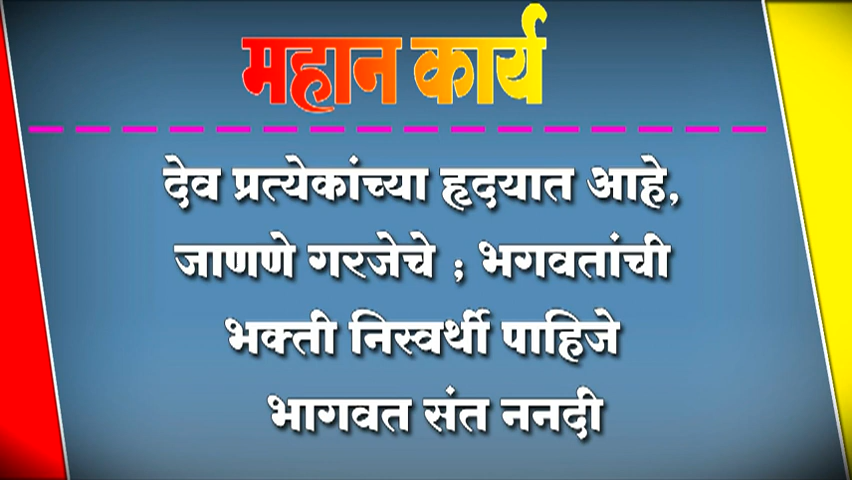 महान कार्य
देव प्रत्येकांच्या हृदयात आहे,
जाणणे गरजेचे ; भगवतांची
भक्ती निस्वर्थी पाहिजे
भागवत संत ननदी